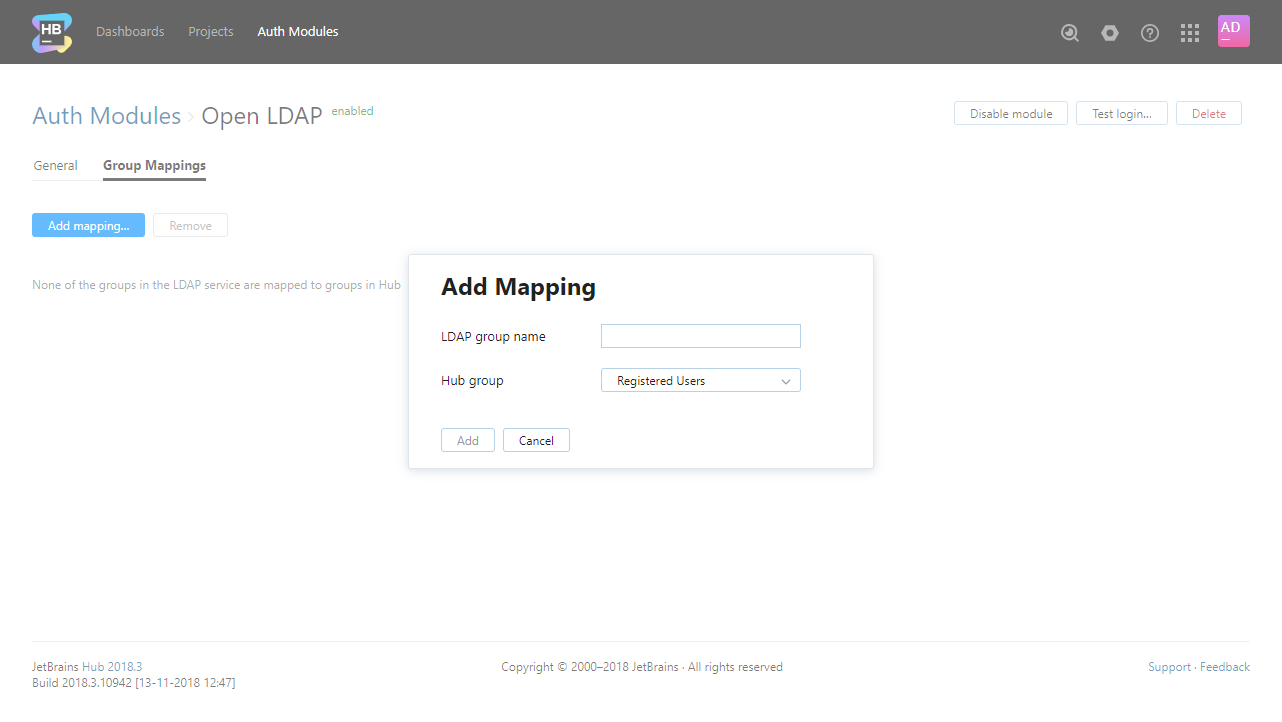 HB Dashboards Projects Auth Modules AD
Auth Modules › Open LDAP enabled Disable module Test login... Delete
General Group Mappings
Add mapping... Remove
None of the groups in the LDAP service are mapped to groups in Hub
Add Mapping
LDAP group name
Hub group Registered Users
Add Cancel
JetBrains Hub 2018.3 Copyright © 2000–2018 JetBrains · All rights reserved Support · Feedback
Build 2018.3.10942 [13-11-2018 12:47]